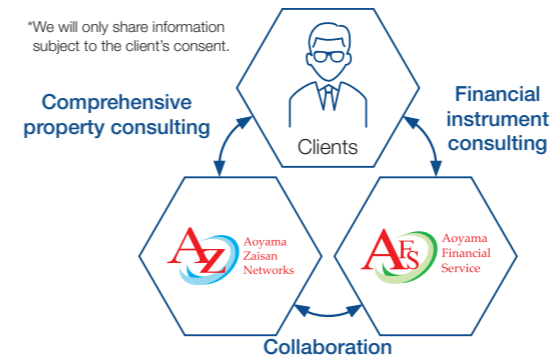 *We will only share information
subject to the client's consent.
Comprehensive
property consulting
Financial
instrument
consulting
Clients
AZ
Aoyama
Zaisan
Networks
AFS
Aoyama
Financial
Service
Collaboration